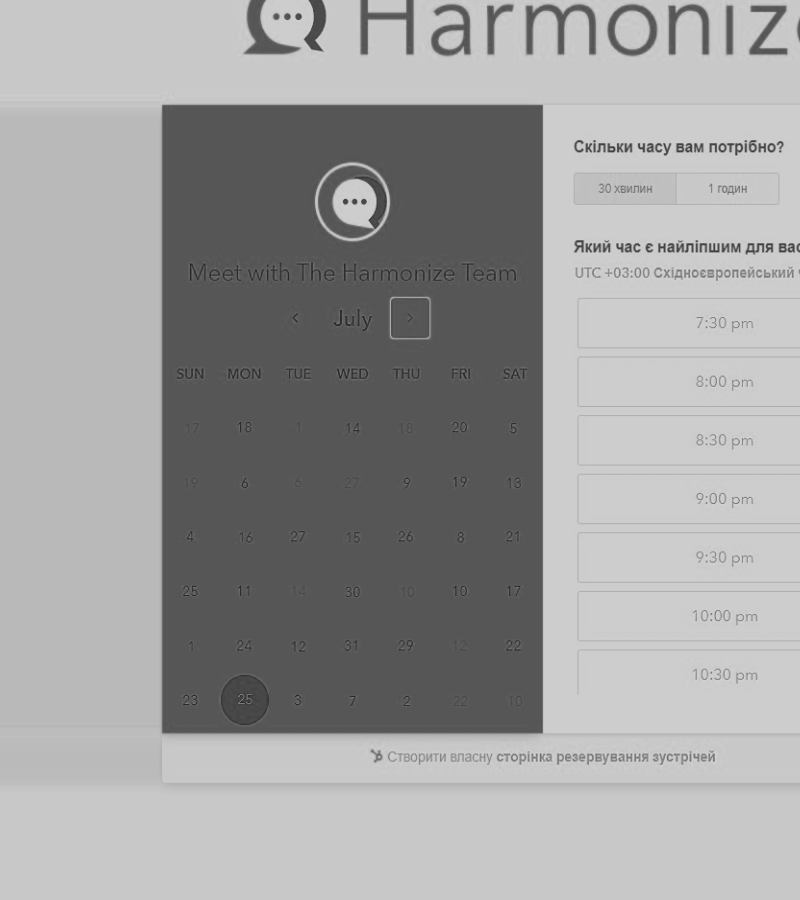 Harmonize
Meet with The Harmonize Team
July
SUN MON TUE WED THU FRI SAT
17 18 1 14 18 20 5
19 6 6 27 9 19 13
4 16 27 15 26 8 21
25 11 14 30 10 10 17
1 24 12 31 29 12 22
23 25 3 7 2 22 10
Скільки часу вам потрібно?
30 хвилин 1 годин
Який час є найліпшим для вас
UTC +03:00 Східноєвропейський
7:30 pm
8:00 pm
8:30 pm
9:00 pm
9:30 pm
10:00 pm
10:30 pm
Створити власну сторінка резервування зустрічей